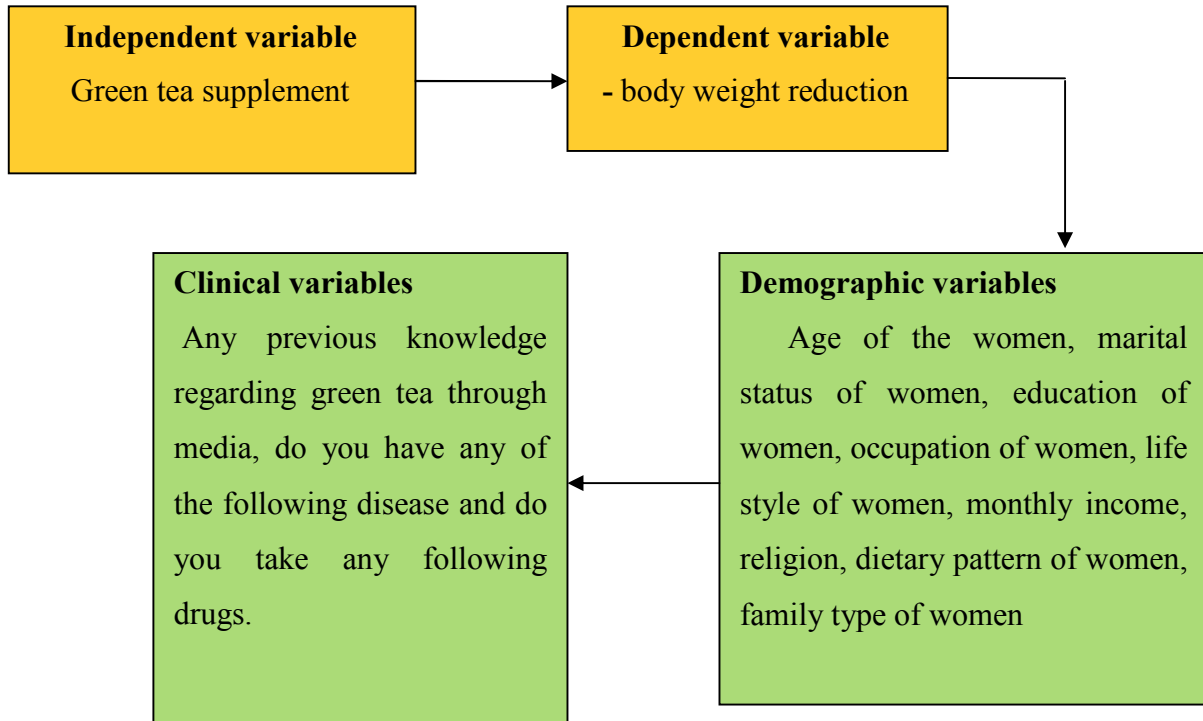 Independent variable
Green tea supplement
Dependent variable
- body weight reduction
Clinical variables
Any previous knowledge
regarding green tea through
media, do you have any of
the following disease and do
you take any following
drugs.
Demographic variables
Age of the women, marital
status of women, education of
women, occupation of women, life
style of women, monthly income,
religion, dietary pattern of women,
family type of women